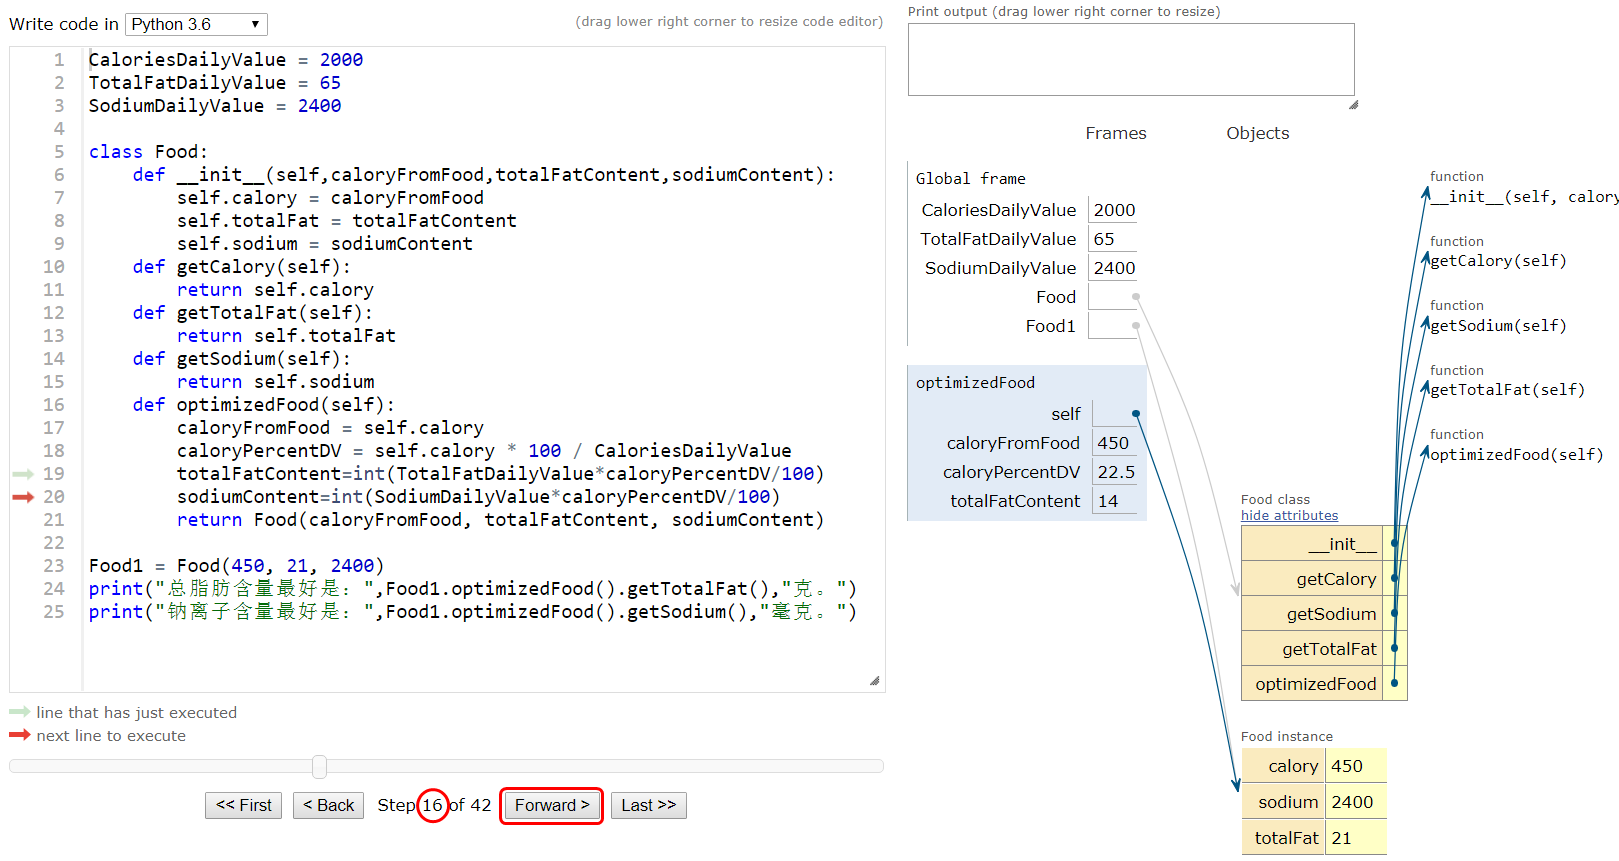 Write code in Python 3.6
(drag lower right corner to resize code editor)
1 CaloriesDailyValue = 2000
2 TotalFatDailyValue = 65
3 SodiumDailyValue = 2400
4
5 class Food:
6     def __init__(self,caloryFromFood,totalFatContent,sodiumContent):
7         self.calory = caloryFromFood
8         self.totalFat = totalFatContent
9         self.sodium = sodiumContent
10     def getCalory(self):
11         return self.calory
12     def getTotalFat(self):
13         return self.totalFat
14     def getSodium(self):
15         return self.sodium
16     def optimizedFood(self):
17         caloryFromFood = self.calory
18         caloryPercentDV = self.calory * 100 / CaloriesDailyValue
19         totalFatContent=int(TotalFatDailyValue*caloryPercentDV/100)
20         sodiumContent=int(SodiumDailyValue*caloryPercentDV/100)
21         return Food(caloryFromFood, totalFatContent, sodiumContent)
22
23 Food1 = Food(450, 21, 2400)
24 print("总脂肪含量最好是：",Food1.optimizedFood().getTotalFat(),"克。")
25 print("钠离子含量最好是：",Food1.optimizedFood().getSodium(),"毫克。")
line that has just executed
next line to execute
<< First
< Back
Step 16 of 42
Forward >
Last >>
Print output (drag lower right corner to resize)
Frames
Objects
Global frame
CaloriesDailyValue 2000
TotalFatDailyValue 65
SodiumDailyValue 2400
Food
Food1
optimizedFood
self
caloryFromFood 450
caloryPercentDV 22.5
totalFatContent 14
function
__init__(self, calory
function
getCalory(self)
function
getSodium(self)
function
getTotalFat(self)
function
optimizedFood(self)
Food class
hide attributes
__init__
getCalory
getSodium
getTotalFat
optimizedFood
Food instance
calory 450
sodium 2400
totalFat 21